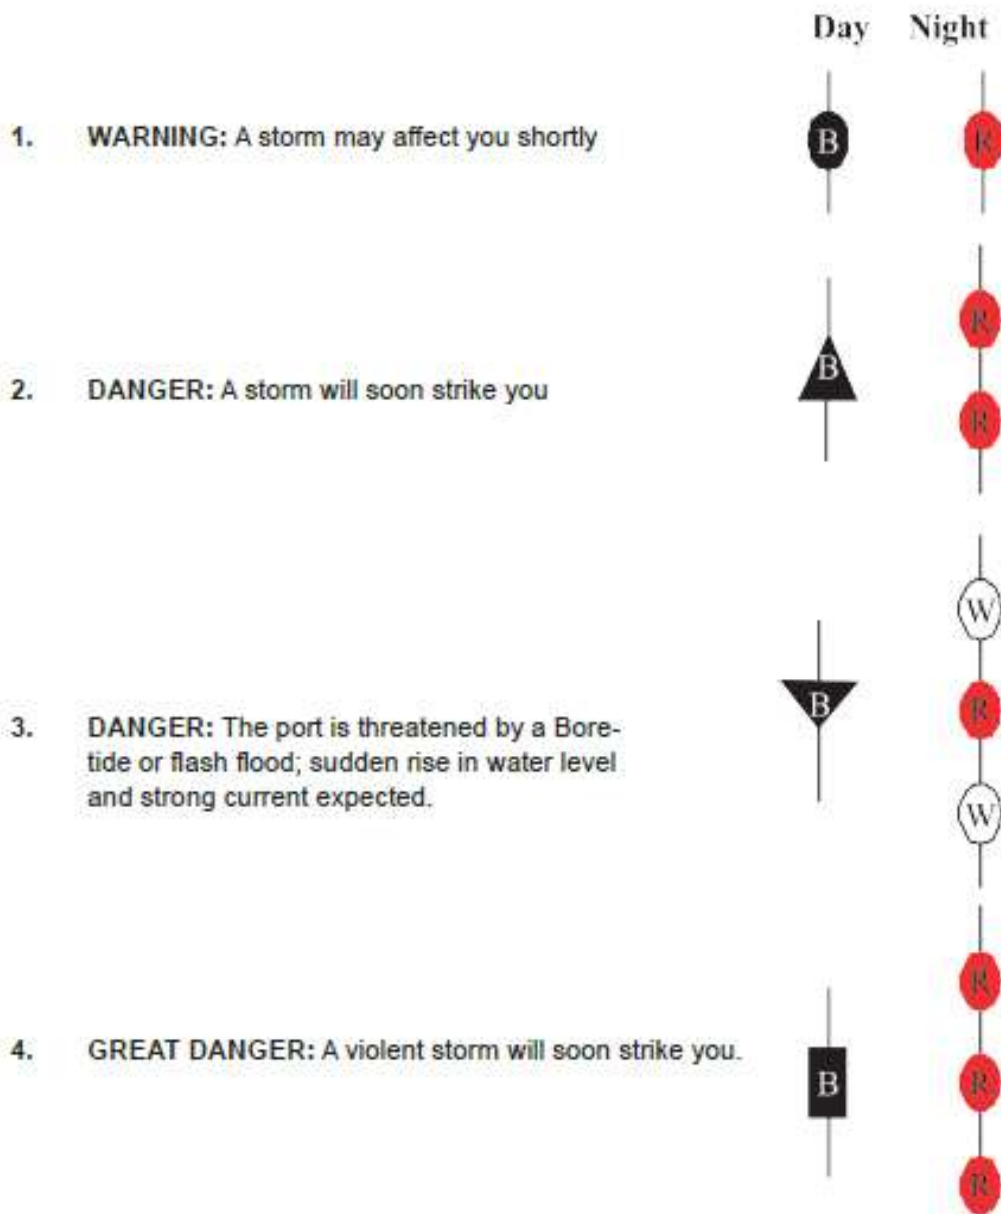 Day Night
1. WARNING: A storm may affect you shortly
B R
R
2. DANGER: A storm will soon strike you
B
R
W
3. DANGER: The port is threatened by a Bore-
B R
tide or flash flood; sudden rise in water level
and strong current expected.
W
R
4. GREAT DANGER: A violent storm will soon strike you.
B R
R